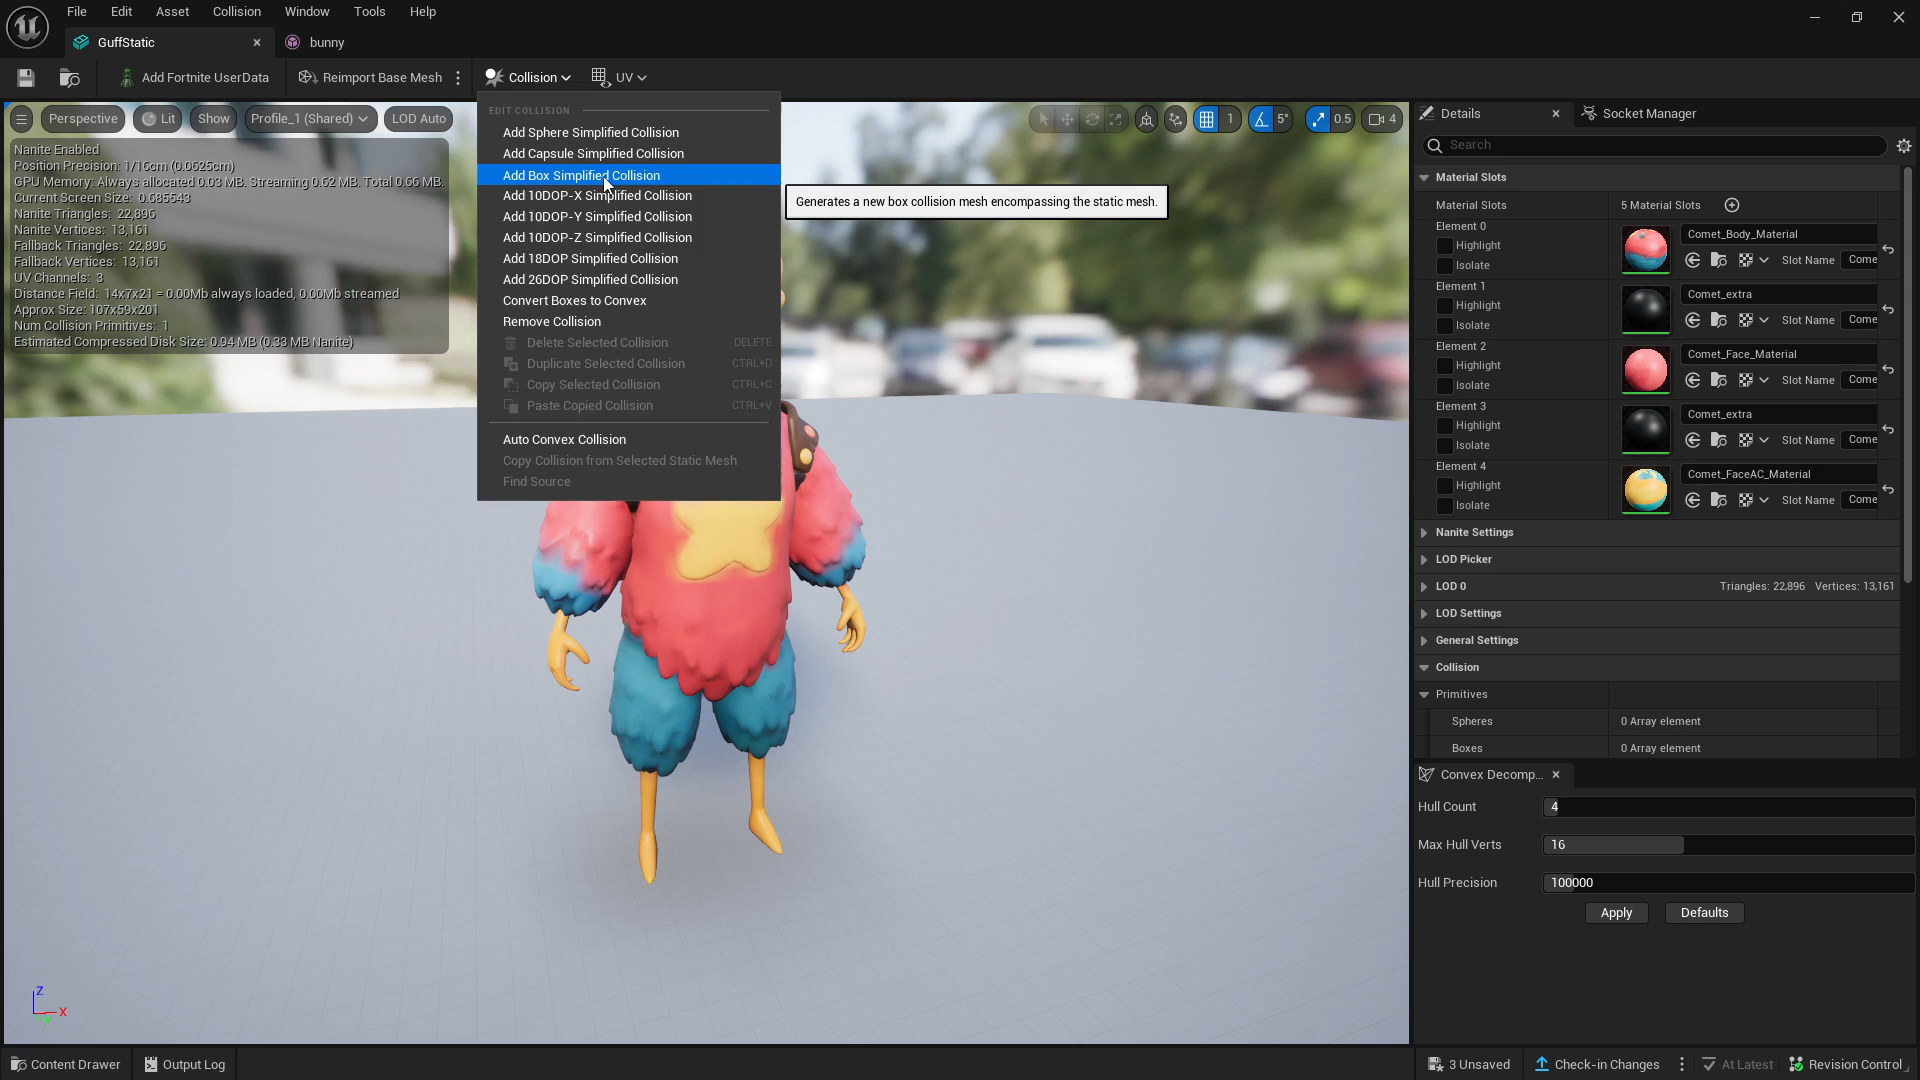 File Edit Asset Collision Window Tools Help
GuffStatic bunny
Add Fortnite UserData Reimport Base Mesh Collision UV
Perspective Lit Show Profile_1 (Shared) LOD Auto
1 5° 0.5 4
Nanite Enabled
Position Precision: 1/16cm (0.0625cm)
GPU Memory: Always allocated 0.03 MB. Streaming 0.62 MB. Total 0.66 MB.
Current Screen Size: 0.685543
Nanite Triangles: 22,896
Nanite Vertices: 13,161
Fallback Triangles: 22,896
Fallback Vertices: 13,161
UV Channels: 3
Distance Field: 14x7x21 = 0.00Mb always loaded, 0.00Mb streamed
Approx Size: 107x59x201
Num Collision Primitives: 1
Estimated Compressed Disk Size: 0.94 MB (0.33 MB Nanite)
EDIT COLLISION
Add Sphere Simplified Collision
Add Capsule Simplified Collision
Add Box Simplified Collision
Add 10DOP-X Simplified Collision
Add 10DOP-Y Simplified Collision
Add 10DOP-Z Simplified Collision
Add 18DOP Simplified Collision
Add 26DOP Simplified Collision
Convert Boxes to Convex
Remove Collision
Delete Selected Collision DELETE
Duplicate Selected Collision CTRL+D
Copy Selected Collision CTRL+C
Paste Copied Collision CTRL+V
Auto Convex Collision
Copy Collision from Selected Static Mesh
Find Source
Generates a new box collision mesh encompassing the static mesh.
Details Socket Manager
Search
Material Slots
Material Slots 5 Material Slots
Element 0 Comet_Body_Material
Highlight
Isolate Slot Name Come
Element 1 Comet_extra
Highlight
Isolate Slot Name Come
Element 2 Comet_Face_Material
Highlight
Isolate Slot Name Come
Element 3 Comet_extra
Highlight
Isolate Slot Name Come
Element 4 Comet_FaceAC_Material
Highlight
Isolate Slot Name Come
Nanite Settings
LOD Picker
LOD 0 Triangles: 22,896 Vertices: 13,161
LOD Settings
General Settings
Collision
Primitives
Spheres 0 Array element
Boxes 0 Array element
Convex Decomp...
Hull Count 4
Max Hull Verts 16
Hull Precision 100000
Apply Defaults
Z
X
Y
Content Drawer Output Log 3 Unsaved Check-in Changes At Latest Revision Control